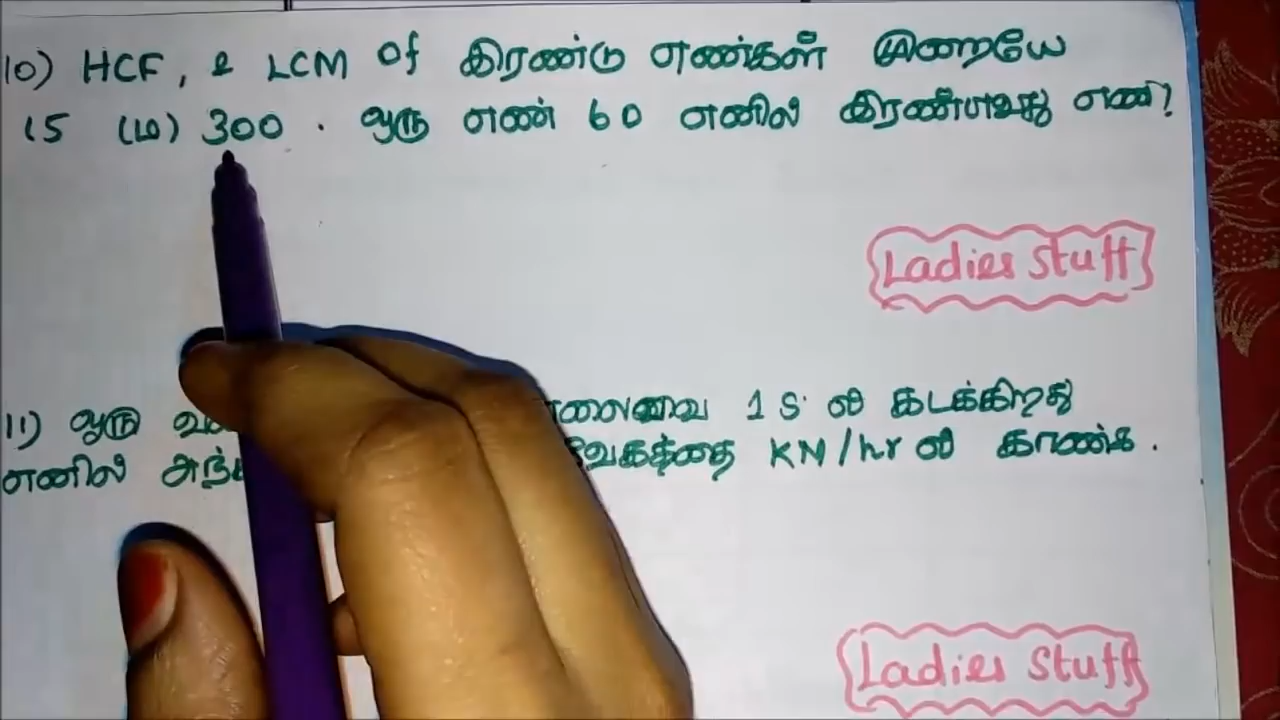 10) HCF, & LCM of இரண்டு எண்கள் முறையே
15 (ம) 300 . ஒரு எண் 60 எனில் இரண்டாவது எண்?
Ladies Stuff
11) ஒரு 1 S ல் கடக்கிறது
எனில் வேகத்தை KM/hr ல் காண்க .
Ladies Stuff